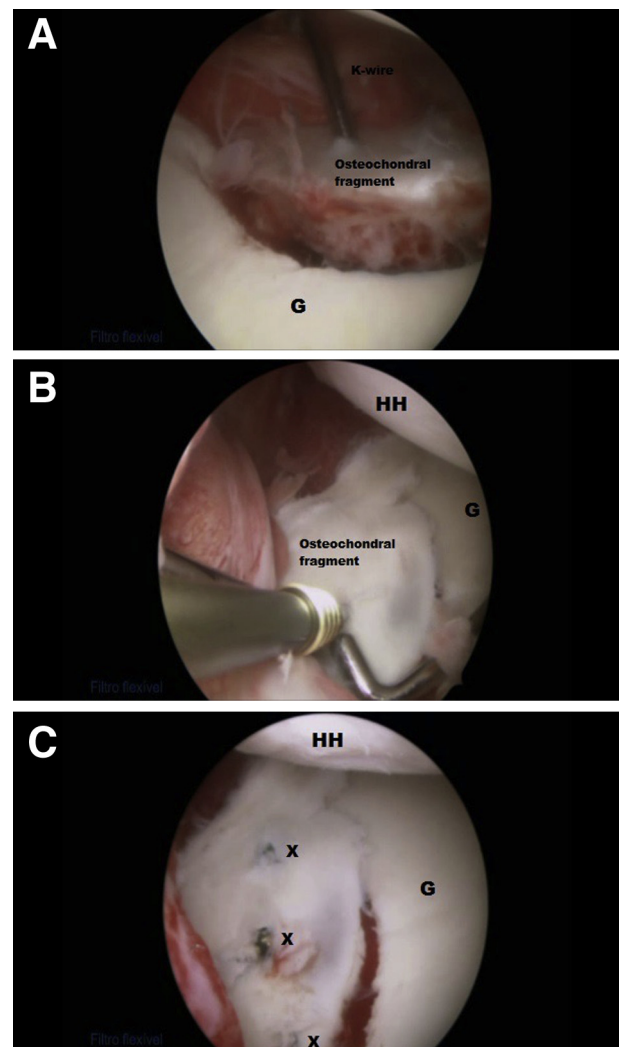 A
K-wire
Osteochondral
fragment
G
Filtro flexível
B
HH
G
Osteochondral
fragment
Filtro flexível
C
HH
X
G
X
Filtro flexível
X